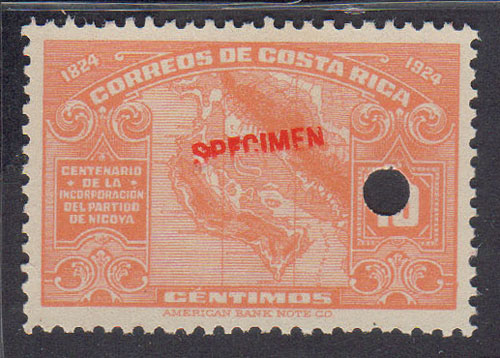 1824 CORREOS DE COSTA RICA 1924
SPECIMEN
CENTENARIO
DE LA
INCORPORACION
DEL PARTIDO
DE NICOYA
CÉNTIMOS
AMERICAN BANK NOTE CO.